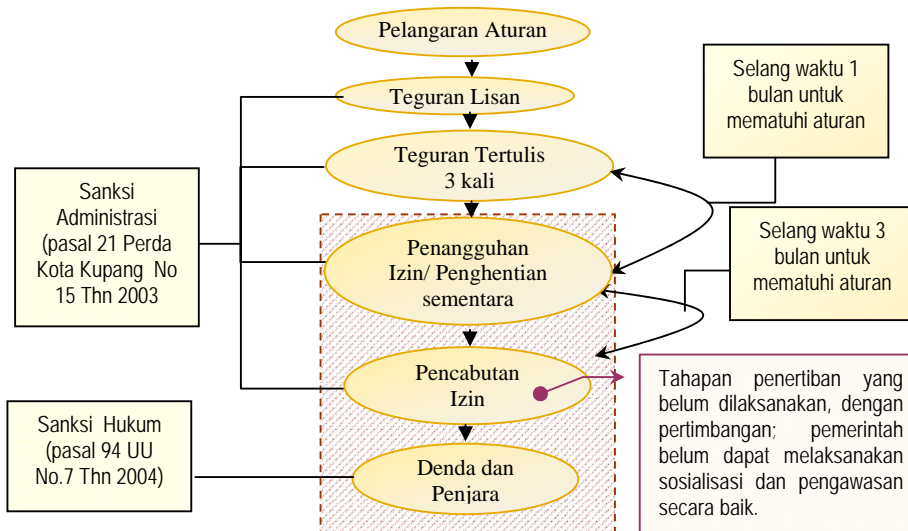 Pelangaran Aturan
Teguran Lisan
Teguran Tertulis
3 kali
Penangguhan
Izin/ Penghentian
sementara
Pencabutan
Izin
Denda dan
Penjara
Sanksi
Administrasi
(pasal 21 Perda
Kota Kupang No
15 Thn 2003
Sanksi Hukum
(pasal 94 UU
No.7 Thn 2004)
Selang waktu 1
bulan untuk
mematuhi aturan
Selang waktu 3
bulan untuk
mematuhi aturan
Tahapan penertiban yang
belum dilaksanakan, dengan
pertimbangan; pemerintah
belum dapat melaksanakan
sosialisasi dan pengawasan
secara baik.